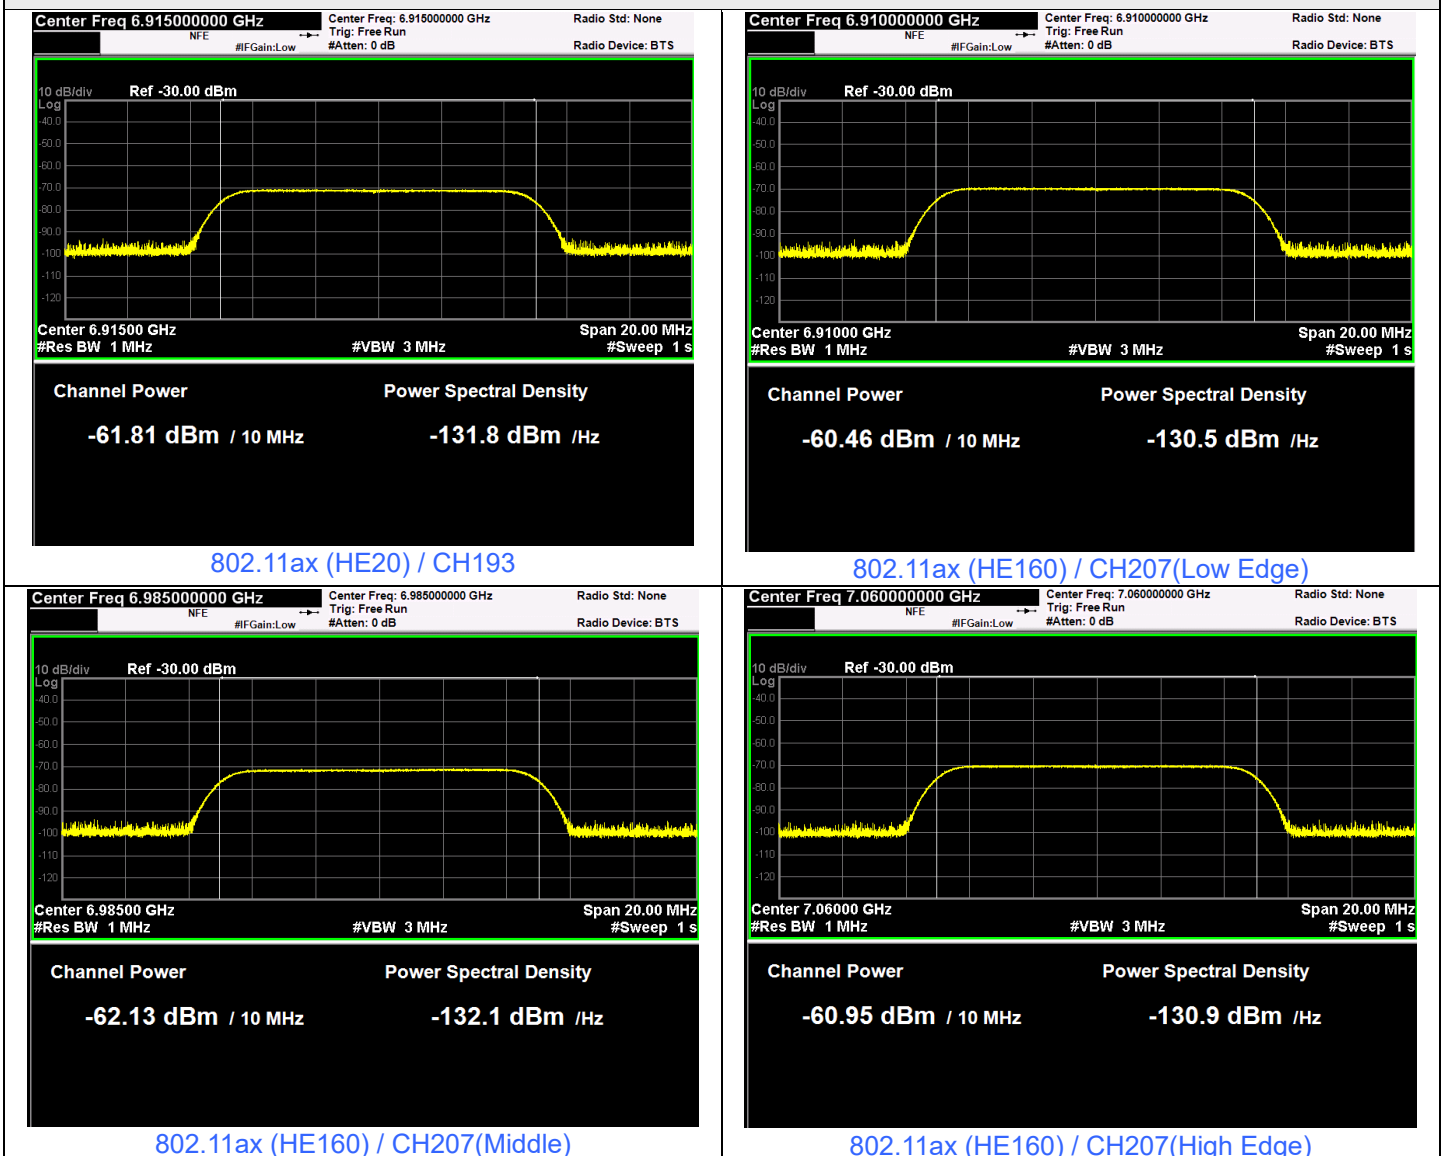 Center Freq 6.915000000 GHz
Center Freq: 6.915000000 GHz
Radio Std: None
NFE
Trig: Free Run
#IFGain:Low
#Atten: 0 dB
Radio Device: BTS
10 dB/div
Ref -30.00 dBm
Log
-40.0
-50.0
-60.0
-70.0
-80.0
-90.0
-100
-110
-120
Center 6.91500 GHz
Span 20.00 MHz
#Res BW 1 MHz
#VBW 3 MHz
#Sweep 1 s
Channel Power
Power Spectral Density
-61.81 dBm / 10 MHz
-131.8 dBm /Hz
802.11ax (HE20) / CH193
Center Freq 6.910000000 GHz
Center Freq: 6.910000000 GHz
Radio Std: None
NFE
Trig: Free Run
#IFGain:Low
#Atten: 0 dB
Radio Device: BTS
10 dB/div
Ref -30.00 dBm
Log
-40.0
-50.0
-60.0
-70.0
-80.0
-90.0
-100
-110
-120
Center 6.91000 GHz
Span 20.00 MHz
#Res BW 1 MHz
#VBW 3 MHz
#Sweep 1 s
Channel Power
Power Spectral Density
-60.46 dBm / 10 MHz
-130.5 dBm /Hz
802.11ax (HE160) / CH207(Low Edge)
Center Freq 6.985000000 GHz
Center Freq: 6.985000000 GHz
Radio Std: None
NFE
Trig: Free Run
#IFGain:Low
#Atten: 0 dB
Radio Device: BTS
10 dB/div
Ref -30.00 dBm
Log
-40.0
-50.0
-60.0
-70.0
-80.0
-90.0
-100
-110
-120
Center 6.98500 GHz
Span 20.00 MHz
#Res BW 1 MHz
#VBW 3 MHz
#Sweep 1 s
Channel Power
Power Spectral Density
-62.13 dBm / 10 MHz
-132.1 dBm /Hz
802.11ax (HE160) / CH207(Middle)
Center Freq 7.060000000 GHz
Center Freq: 7.060000000 GHz
Radio Std: None
NFE
Trig: Free Run
#IFGain:Low
#Atten: 0 dB
Radio Device: BTS
10 dB/div
Ref -30.00 dBm
Log
-40.0
-50.0
-60.0
-70.0
-80.0
-90.0
-100
-110
-120
Center 7.06000 GHz
Span 20.00 MHz
#Res BW 1 MHz
#VBW 3 MHz
#Sweep 1 s
Channel Power
Power Spectral Density
-60.95 dBm / 10 MHz
-130.9 dBm /Hz
802.11ax (HE160) / CH207(High Edge)